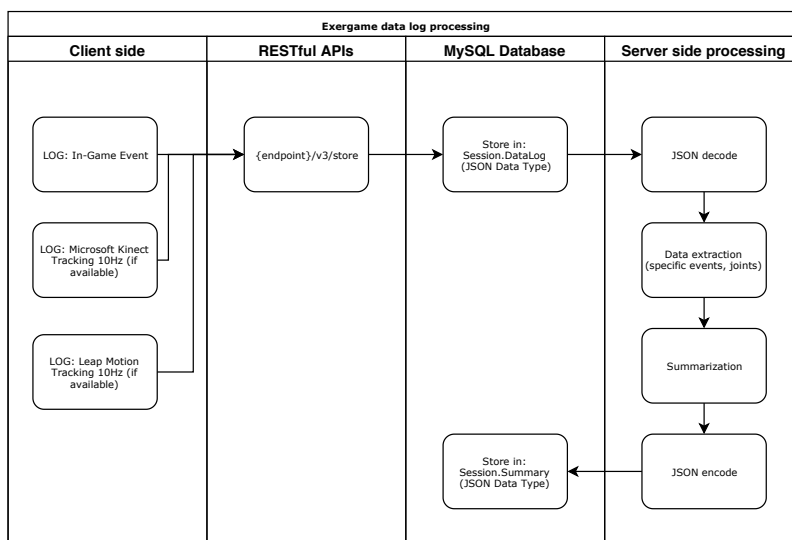 Exergame data log processing
Client side
RESTful APIs
MySQL Database
Server side processing
LOG: In-Game Event
{endpoint}/v3/store
Store in:
Session.DataLog
(JSON Data Type)
JSON decode
LOG: Microsoft Kinect
Tracking 10Hz (if
available)
Data extraction
(specific events, joints)
LOG: Leap Motion
Tracking 10Hz (if
available)
Summarization
Store in:
Session.Summary
(JSON Data Type)
JSON encode